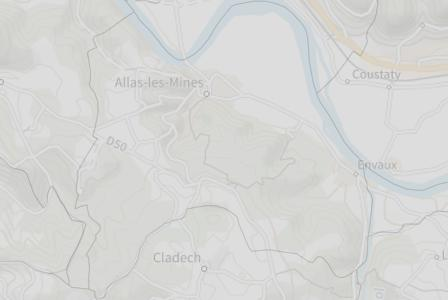 Coustaty
Allas-les-Mines
D50
Envaux
Cladech
L